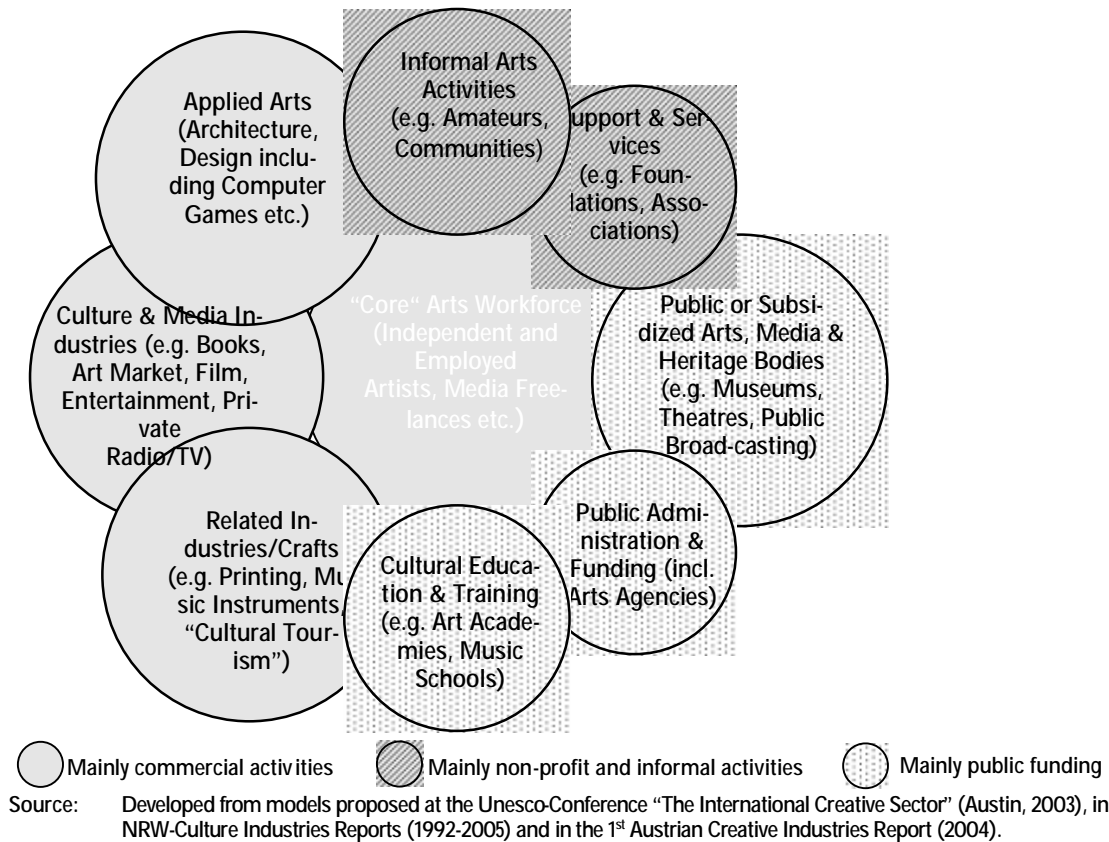 Informal Arts
Activities
(e.g. Amateurs,
Communities)
Applied Arts
(Architecture,
Design inclu-
ding Computer
Games etc.)
upport & Ser-
vices
(e.g. Foun-
dations, Asso-
ciations)
"Core" Arts Workforce
(Independent and
Employed
Artists, Media Free-
lances etc.)
Culture & Media In-
dustries (e.g. Books,
Art Market, Film,
Entertainment, Pri-
vate
Radio/TV)
Public or Subsi-
dized Arts, Media &
Heritage Bodies
(e.g. Museums,
Theatres, Public
Broad-casting)
Related In-
dustries/Crafts
(e.g. Printing, Mu
sic Instruments,
"Cultural Tour-
ism")
Cultural Educa-
tion & Training
(e.g. Art Acade-
mies, Music
Schools)
Public Admi-
nistration &
Funding (incl.
Arts Agencies)
Mainly commercial activities
Mainly non-profit and informal activities
Mainly public funding
Source: Developed from models proposed at the Unesco-Conference "The International Creative Sector" (Austin, 2003), in
NRW-Culture Industries Reports (1992-2005) and in the 1st Austrian Creative Industries Report (2004).